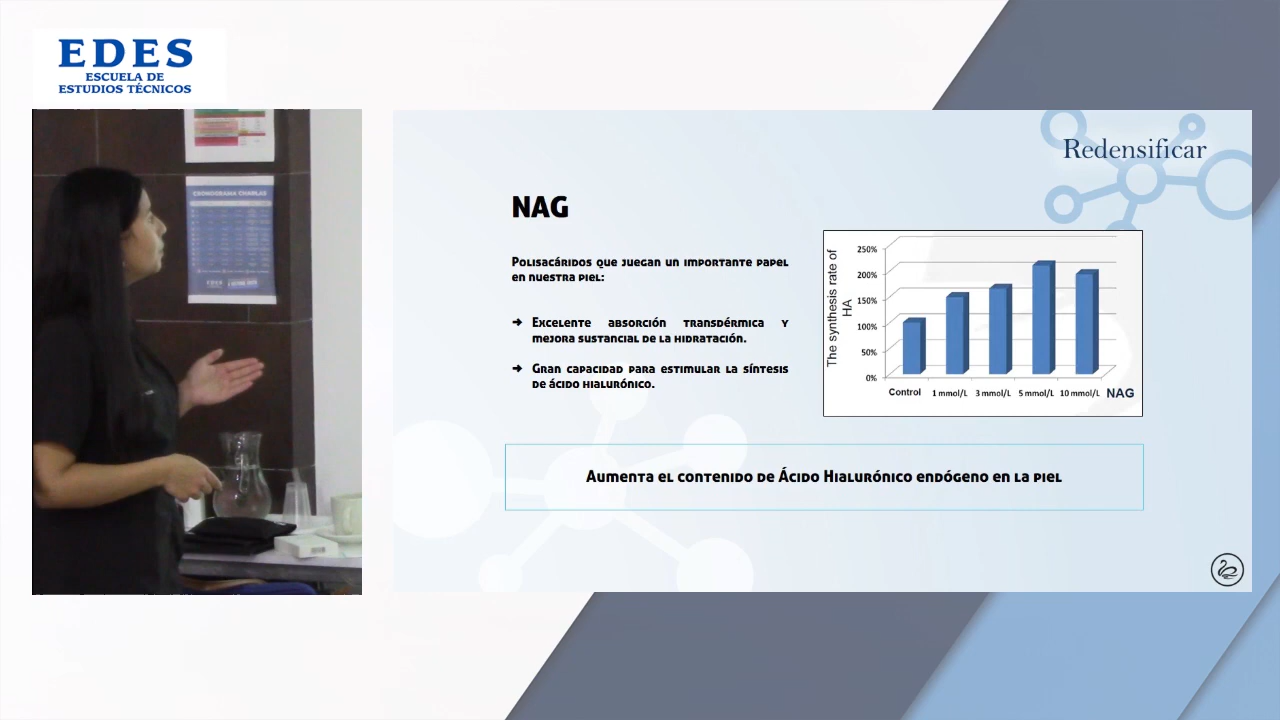 EDES
ESCUELA DE
ESTUDIOS TÉCNICOS
CRONOGRAMA CHARLAS
Redensificar
NAG
Polisacáridos que juegan un importante papel
en nuestra piel:
➜ Excelente absorción transdérmica y
mejora sustancial de la hidratación.
➜ Gran capacidad para estimular la síntesis
de ácido hialurónico.
The synthesis rate of
HA
250%
200%
150%
100%
50%
0%
Control 1 mmol/L 3 mmol/L 5 mmol/L 10 mmol/L NAG
Aumenta el contenido de Ácido Hialurónico endógeno en la piel